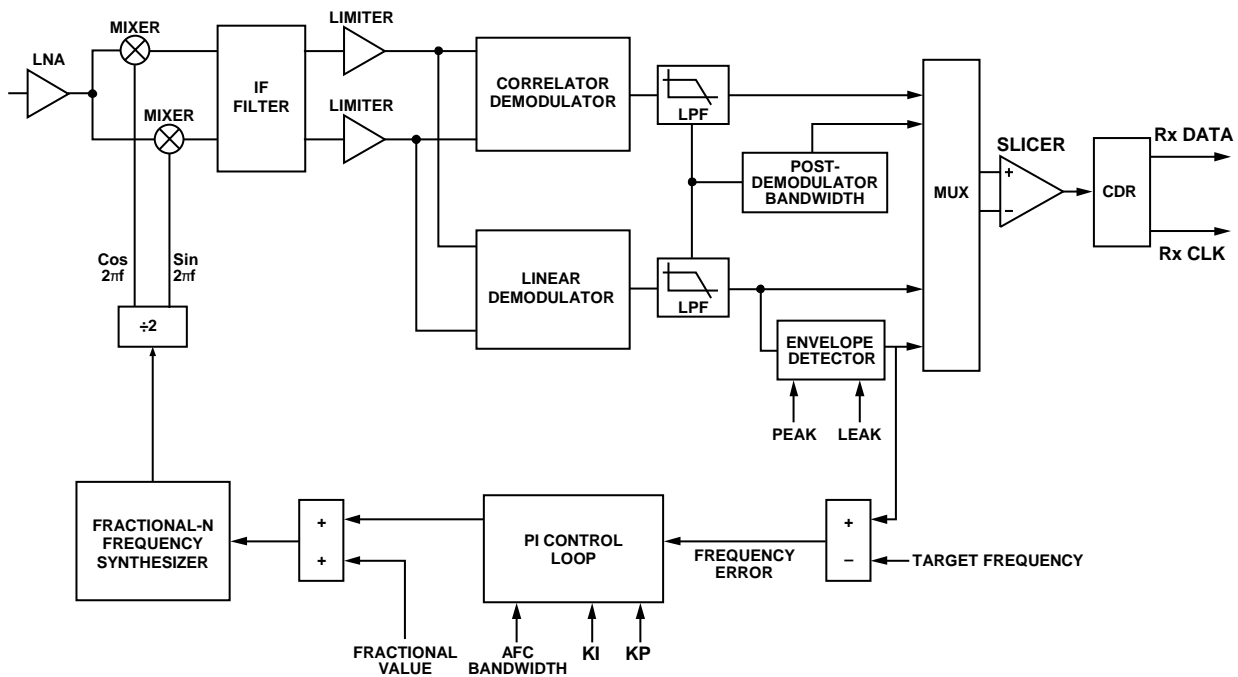 MIXER
LIMITER
LNA
IF
FILTER
MIXER
LIMITER
CORRELATOR
DEMODULATOR
LPF
POST-
DEMODULATOR
BANDWIDTH
MUX
SLICER
+
−
CDR
Rx DATA
Rx CLK
Cos
2πf
Sin
2πf
÷2
LINEAR
DEMODULATOR
LPF
ENVELOPE
DETECTOR
PEAK
LEAK
FRACTIONAL-N
FREQUENCY
SYNTHESIZER
+
+
FRACTIONAL
VALUE
PI CONTROL
LOOP
AFC
BANDWIDTH
KI
KP
FREQUENCY
ERROR
+
−
TARGET FREQUENCY